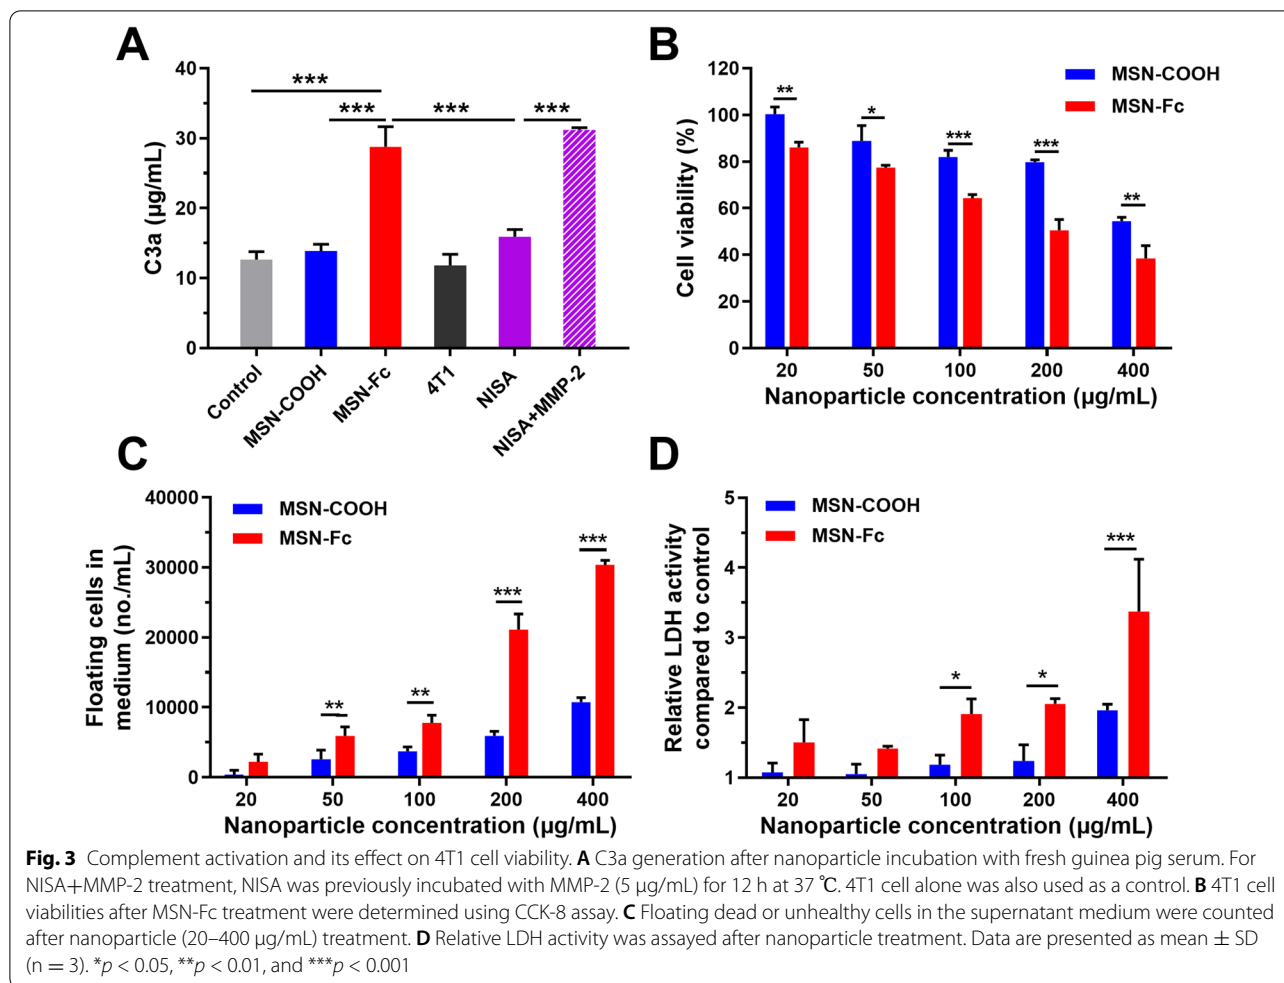 A
C3a (µg/mL)
40
30
20
10
0
***
***
***
***
Control
MSN-COOH
MSN-Fc
4T1
NISA
NISA+MMP-2
B
MSN-COOH
MSN-Fc
Cell viability (%)
120
100
80
60
40
20
0
**
*
***
***
**
20 50 100 200 400
Nanoparticle concentration (µg/mL)
C
MSN-COOH
MSN-Fc
Floating cells in
medium (no./mL)
40000
30000
20000
10000
0
**
**
***
***
20 50 100 200 400
Nanoparticle concentration (µg/mL)
D
MSN-COOH
MSN-Fc
Relative LDH activity
compared to control
5
4
3
2
1
*
*
***
20 50 100 200 400
Nanoparticle concentration (µg/mL)
Fig. 3 Complement activation and its effect on 4T1 cell viability. A C3a generation after nanoparticle incubation with fresh guinea pig serum. For
NISA+MMP-2 treatment, NISA was previously incubated with MMP-2 (5 µg/mL) for 12 h at 37 ℃. 4T1 cell alone was also used as a control. B 4T1 cell
viabilities after MSN-Fc treatment were determined using CCK-8 assay. C Floating dead or unhealthy cells in the supernatant medium were counted
after nanoparticle (20–400 µg/mL) treatment. D Relative LDH activity was assayed after nanoparticle treatment. Data are presented as mean ± SD
(n = 3). *p < 0.05, **p < 0.01, and ***p < 0.001